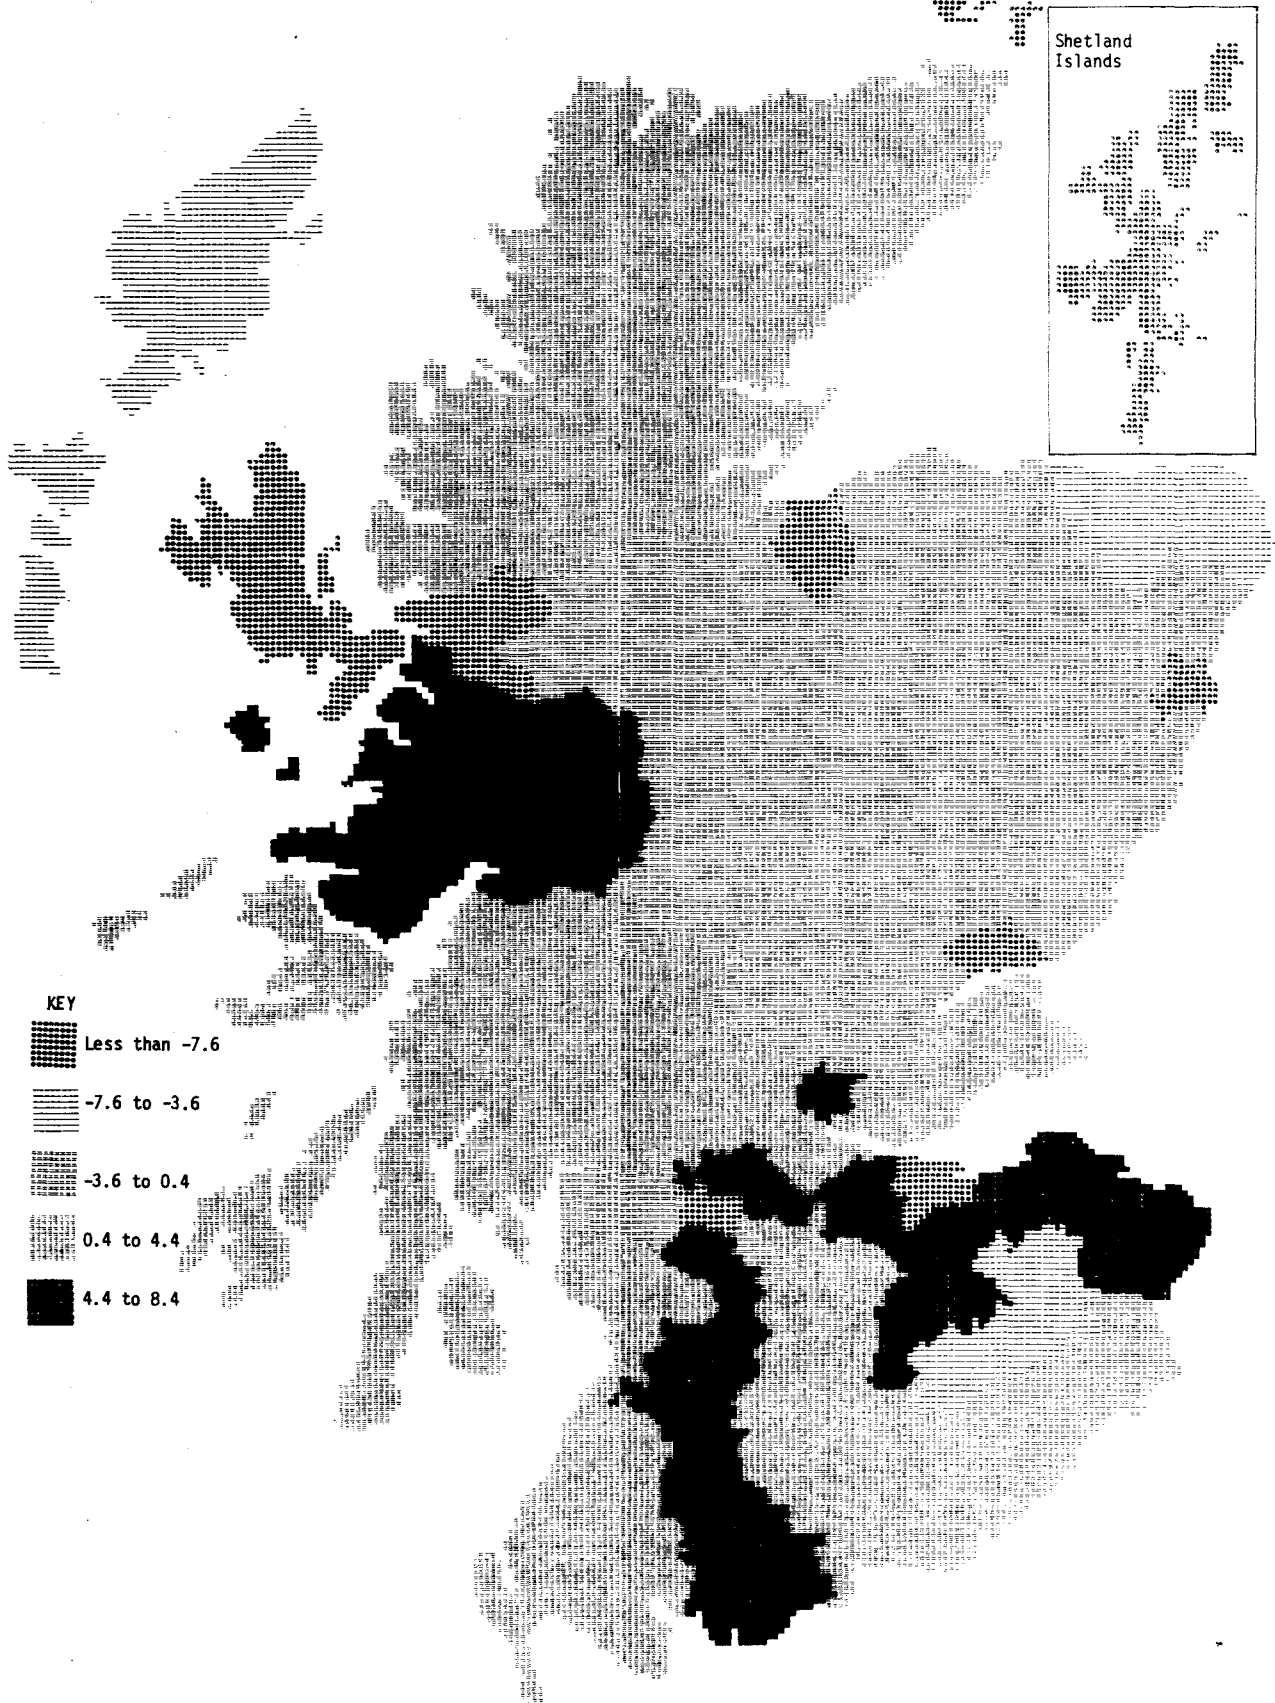 Shetland
Islands
KEY
Less than -7.6
-7.6 to -3.6
-3.6 to 0.4
0.4 to 4.4
4.4 to 8.4